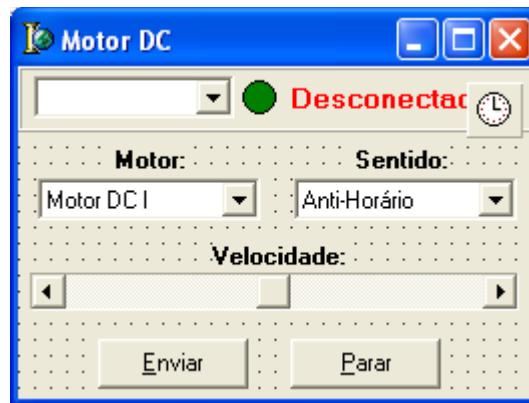 Motor DC
Desconectad
Motor: Sentido:
Motor DC I Anti-Horário
Velocidade:
Enviar Parar